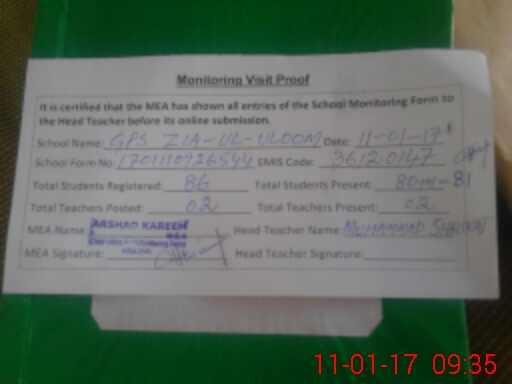 Monitoring Visit Proof
It is certified that the MEA has shown all entries of the School Monitoring Form to
the Head Teacher before its online submission.
School Name: GPS ZIA-UL-ULOOM Date: 11-01-17
School Form No: 1701110926544 EMIS Code: 36120147
Total Students Registered: 86 Total Students Present: 80 81
Total Teachers Posted: 02 Total Teachers Present: 02
MEA Name ARSHAD KAREEM Head Teacher Name MUHAMMAD SHAUKAT
MEA
MEA Signature: Head Teacher Signature:
11-01-17 09:35